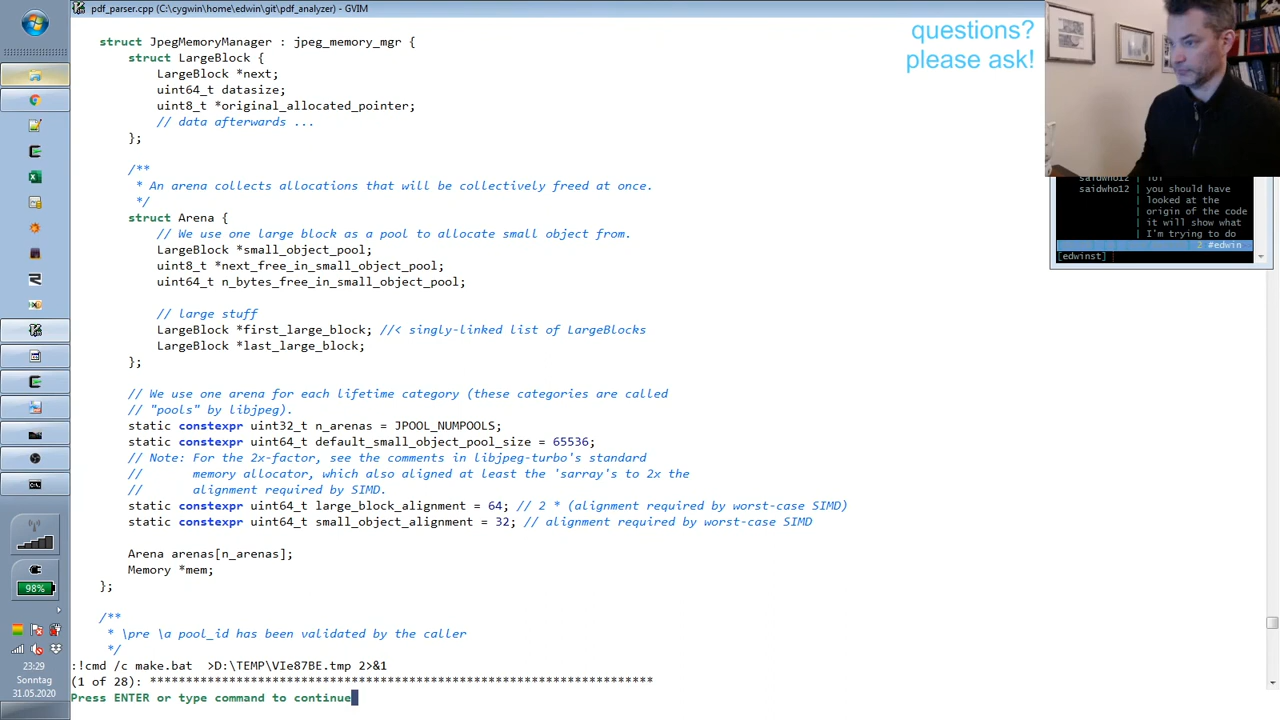 pdf_parser.cpp (C:\cygwin\home\edwin\git\pdf_analyzer) - GVIM
questions?
please ask!
struct JpegMemoryManager : jpeg_memory_mgr {
struct LargeBlock {
LargeBlock *next;
uint64_t datasize;
uint8_t *original_allocated_pointer;
// data afterwards ...
};
/**
* An arena collects allocations that will be collectively freed at once.
*/
struct Arena {
// We use one large block as a pool to allocate small object from.
LargeBlock *small_object_pool;
uint8_t *next_free_in_small_object_pool;
uint64_t n_bytes_free_in_small_object_pool;
// large stuff
LargeBlock *first_large_block; //< singly-linked list of LargeBlocks
LargeBlock *last_large_block;
};
// We use one arena for each lifetime category (these categories are called
// "pools" by libjpeg).
static constexpr uint32_t n_arenas = JPOOL_NUMPOOLS;
static constexpr uint64_t default_small_object_pool_size = 65536;
// Note: For the 2x-factor, see the comments in libjpeg-turbo's standard
// memory allocator, which also aligned at least the 'sarray's to 2x the
// alignment required by SIMD.
static constexpr uint64_t large_block_alignment = 64; // 2 * (alignment required by worst-case SIMD)
static constexpr uint64_t small_object_alignment = 32; // alignment required by worst-case SIMD
Arena arenas[n_arenas];
Memory *mem;
};
/**
* \pre \a pool_id has been validated by the caller
*/
:!cmd /c make.bat >D:\TEMP\VIe87BE.tmp 2>&1
(1 of 28): **********************************************************************
Press ENTER or type command to continue
saidwho12 | lol
saidwho12 | you should have
| looked at the
| origin of the code
| it will show what
| I'm trying to do
2 #edwin
[edwinst]
98%
23:29
Sonntag
31.05.2020